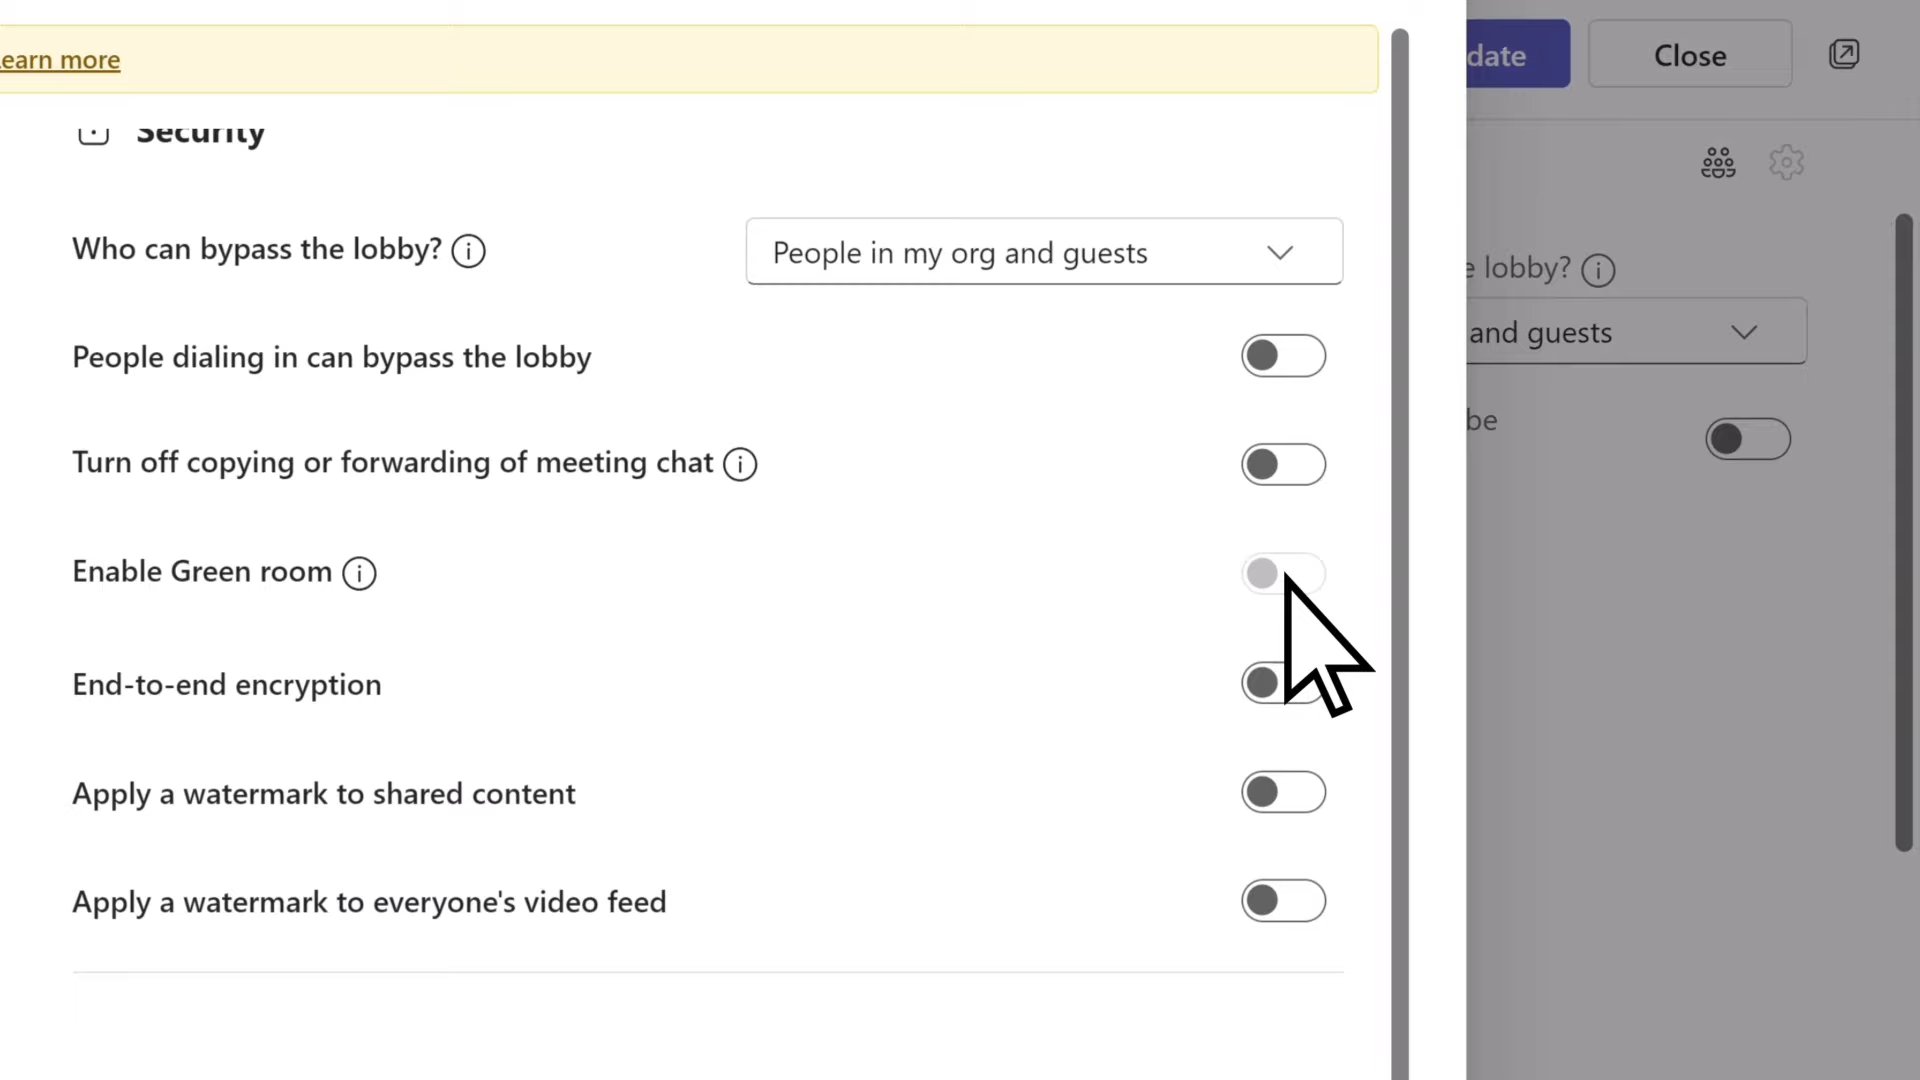 earn more
date
Close
Security
Who can bypass the lobby?
People in my org and guests
People dialing in can bypass the lobby
Turn off copying or forwarding of meeting chat
Enable Green room
End-to-end encryption
Apply a watermark to shared content
Apply a watermark to everyone's video feed
e lobby?
and guests
be